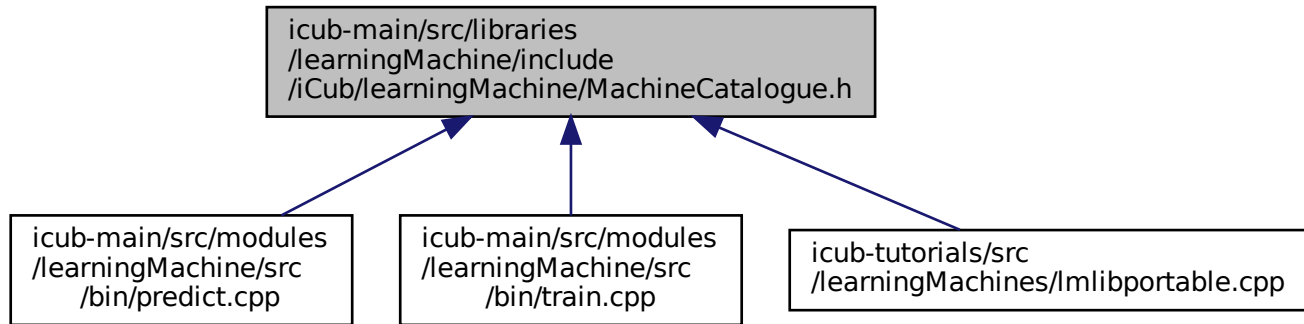 icub-main/src/libraries
/learningMachine/include
/iCub/learningMachine/MachineCatalogue.h
icub-main/src/modules
/learningMachine/src
/bin/predict.cpp
icub-main/src/modules
/learningMachine/src
/bin/train.cpp
icub-tutorials/src
/learningMachines/lmlibportable.cpp